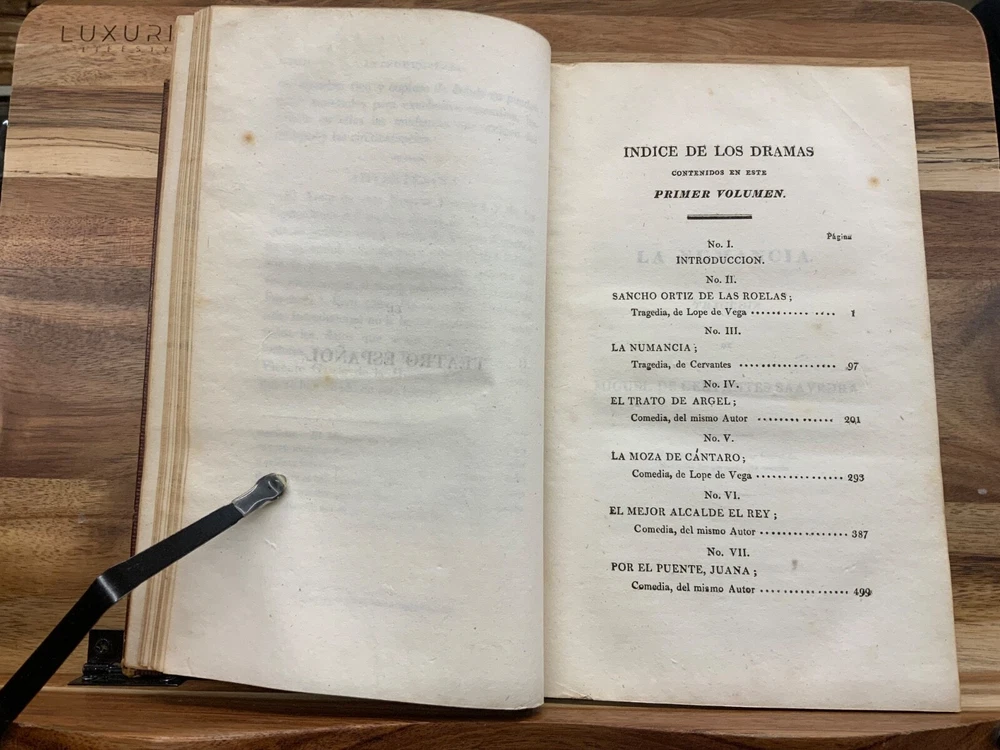 LUXURI
INDICE DE LOS DRAMAS
CONTENIDOS EN ESTE
PRIMER VOLUMEN.
Página
No. I.
INTRODUCCION.
No. II.
SANCHO ORTIZ DE LAS ROELAS;
Tragedia, de Lope de Vega ............... 1
No. III.
LA NUMANCIA;
Tragedia, de Cervantes .................. 97
No. IV.
EL TRATO DE ARGEL;
Comedia, del mismo Autor .............. 201
No. V.
LA MOZA DE CÁNTARO;
Comedia, de Lope de Vega ................ 293
No. VI.
EL MEJOR ALCALDE EL REY;
Comedia, del mismo Autor ................ 387
No. VII.
POR EL PUENTE, JUANA;
Comedia, del mismo Autor ................ 499